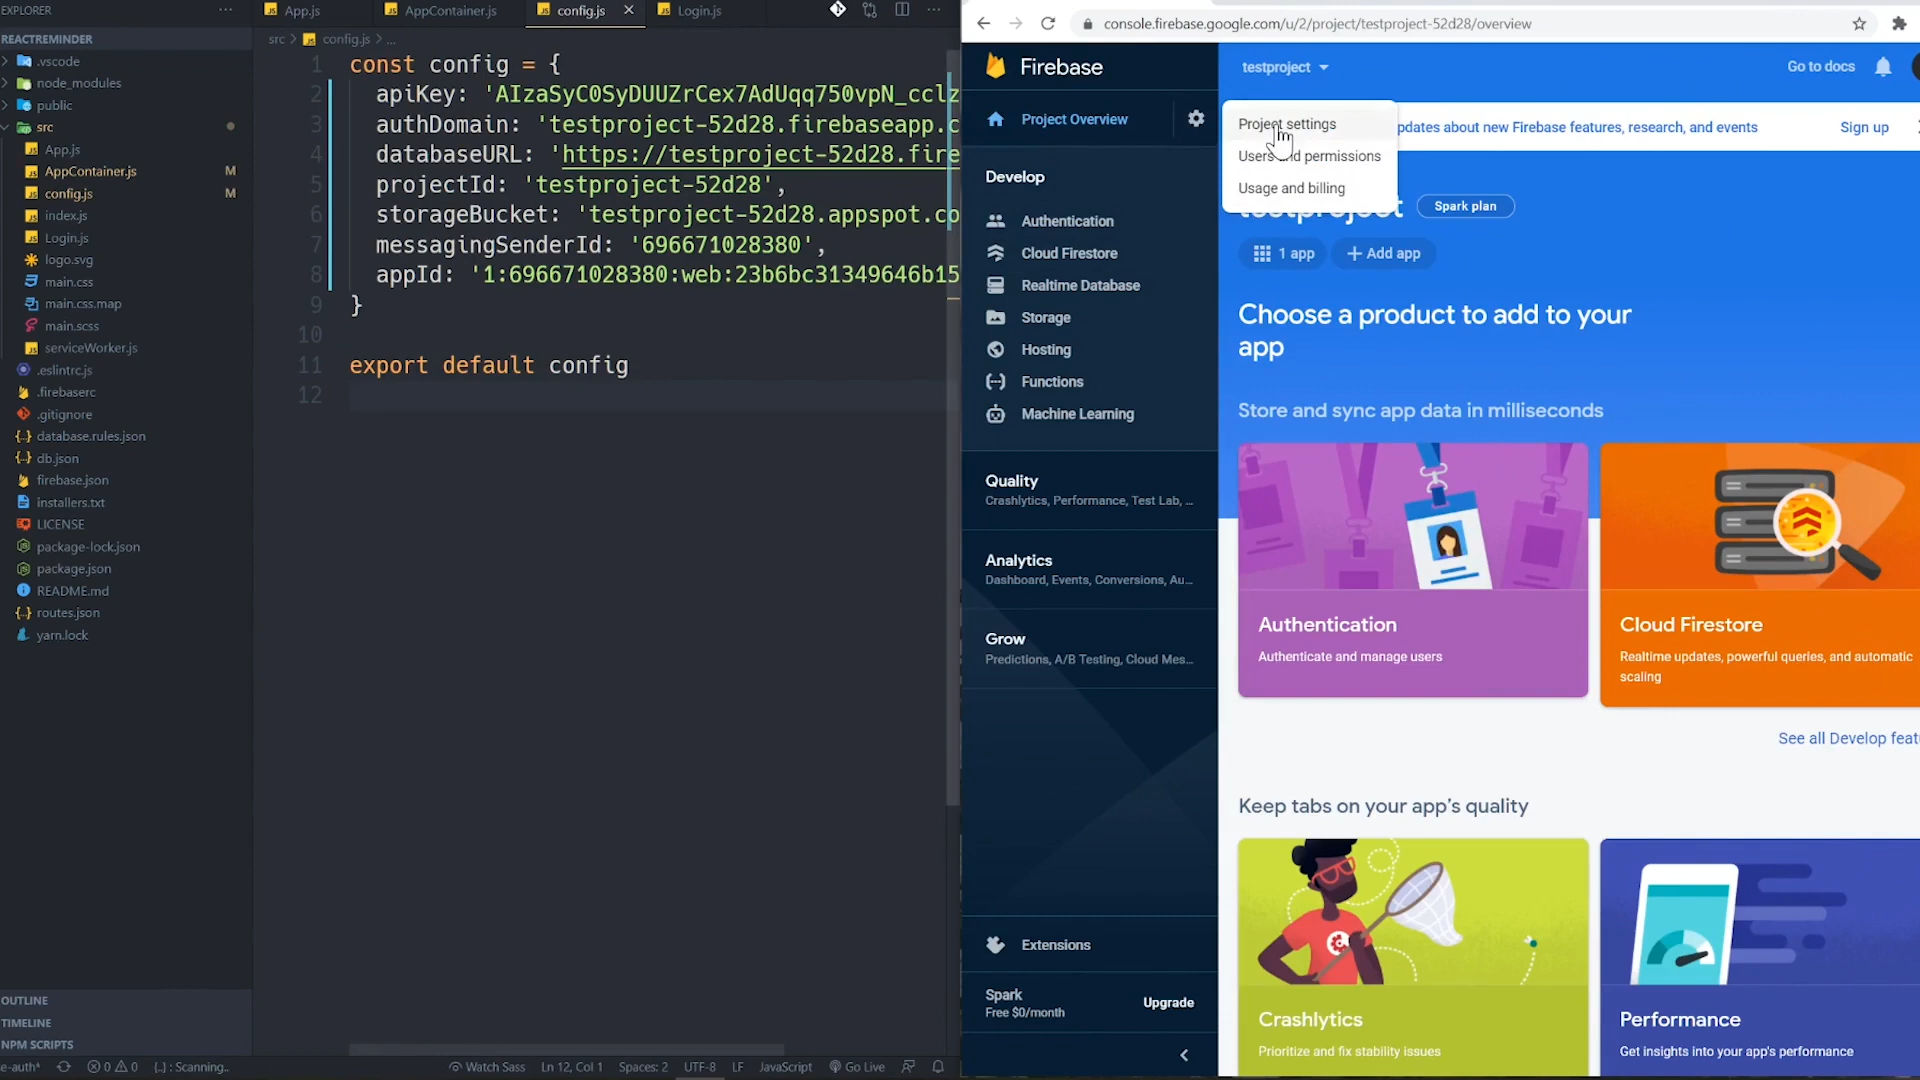 EXPLORER
REACTREMINDER
.vscode
node_modules
public
src
App.js
AppContainer.js M
config.js M
index.js
Login.js
logo.svg
main.css
main.css.map
main.scss
serviceWorker.js
.eslintrc.js
.firebaserc
.gitignore
database.rules.json
db.json
firebase.json
installers.txt
LICENSE
package-lock.json
package.json
README.md
routes.json
yarn.lock
OUTLINE
TIMELINE
NPM SCRIPTS
App.js AppContainer.js config.js Login.js
src > config.js > ...
1 const config = {
2 apiKey: 'AIzaSyC0SyDUUZrCex7AdUqq750vpN_cclz
3 authDomain: 'testproject-52d28.firebaseapp.c
4 databaseURL: 'https://testproject-52d28.fire
5 projectId: 'testproject-52d28',
6 storageBucket: 'testproject-52d28.appspot.co
7 messagingSenderId: '696671028380',
8 appId: '1:696671028380:web:23b6bc31349646b15
9 }
10
11 export default config
12
e-auth* 0 0 {..} : Scanning.. Watch Sass Ln 12, Col 1 Spaces: 2 UTF-8 LF JavaScript Go Live
console.firebase.google.com/u/2/project/testproject-52d28/overview
Firebase
Project Overview
Develop
Authentication
Cloud Firestore
Realtime Database
Storage
Hosting
Functions
Machine Learning
Quality
Crashlytics, Performance, Test Lab, ...
Analytics
Dashboard, Events, Conversions, Au...
Grow
Predictions, A/B Testing, Cloud Mes...
Extensions
Spark
Free $0/month
Upgrade
testproject
Go to docs
Project settings
Users and permissions
Usage and billing
pdates about new Firebase features, research, and events
Sign up
testproject
Spark plan
1 app
Add app
Choose a product to add to your
app
Store and sync app data in milliseconds
Authentication
Authenticate and manage users
Cloud Firestore
Realtime updates, powerful queries, and automatic
scaling
See all Develop feat
Keep tabs on your app's quality
Crashlytics
Prioritize and fix stability issues
Performance
Get insights into your app's performance